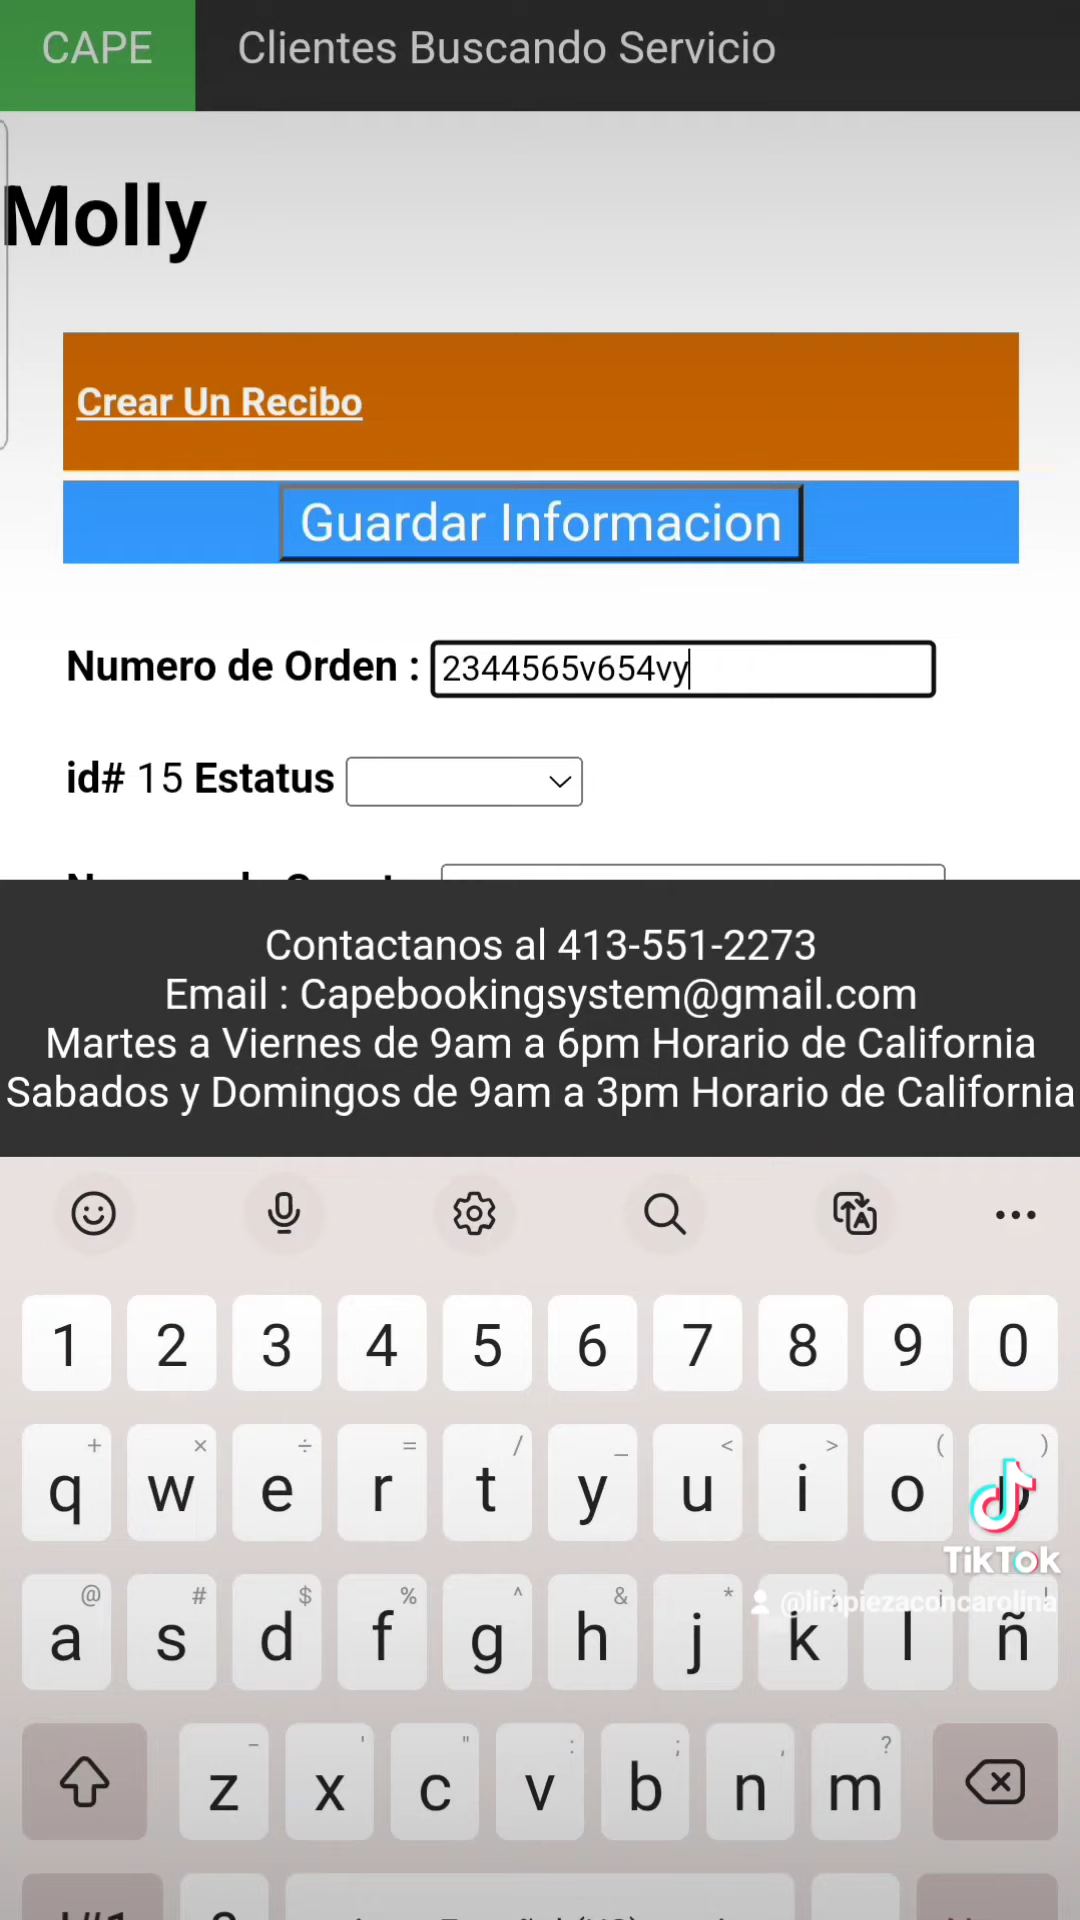 CAPE Clientes Buscando Servicio
Molly
Crear Un Recibo
Guardar Informacion
Numero de Orden : 2344565v654vy
id# 15 Estatus
Contactanos al 413-551-2273
Email : Capebookingsystem@gmail.com
Martes a Viernes de 9am a 6pm Horario de California
Sabados y Domingos de 9am a 3pm Horario de California
1 2 3 4 5 6 7 8 9 0
+ × ÷ = / _ < > ( )
q w e r t y u i o p
TikTok
@ # $ % ^ & *
@limpiezaconcarolina
a s d f g h j k l ñ
- ' " : ; , ?
z x c v b n m